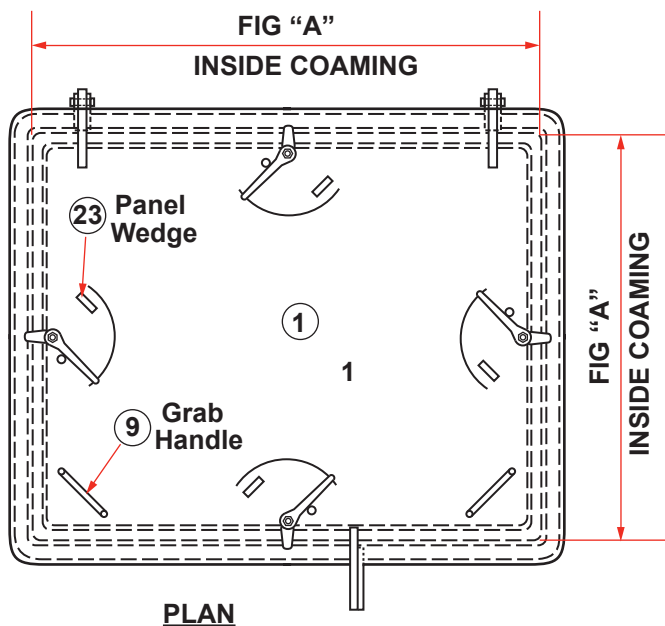 FIG “A”
INSIDE COAMING
23 Panel
Wedge
1
1
9 Grab
Handle
FIG “A”
INSIDE COAMING
PLAN